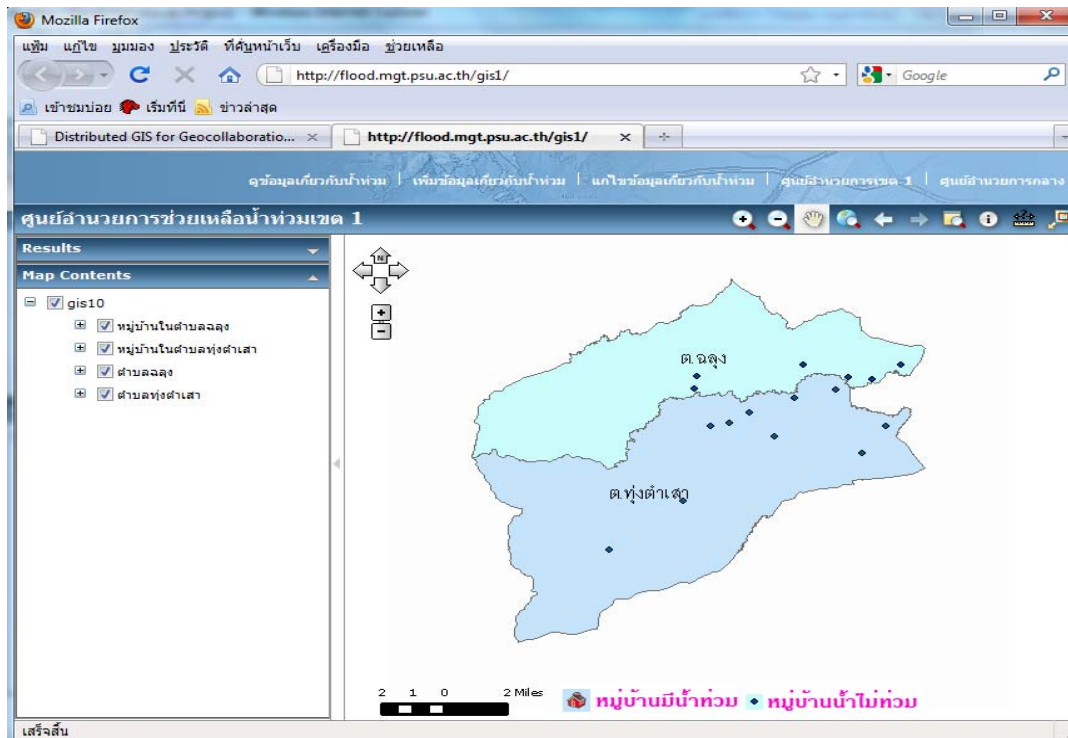 Mozilla Firefox
แฟ้ม แก้ไข มุมมอง ประวัติ ที่คั่นหน้าเว็บ เครื่องมือ ช่วยเหลือ
http://flood.mgt.psu.ac.th/gis1/
Google
เข้าชมบ่อย เริ่มที่นี่ ข่าวล่าสุด
Distributed GIS for Geocollaboratio... http://flood.mgt.psu.ac.th/gis1/
ดูข้อมูลเกี่ยวกับน้ำท่วม | เพิ่มข้อมูลเกี่ยวกับน้ำท่วม | แก้ไขข้อมูลเกี่ยวกับน้ำท่วม | ศูนย์อำนวยการเขต 1 | ศูนย์อำนวยการกลาง
ศูนย์อำนวยการช่วยเหลือน้ำท่วมเขต 1
Results
Map Contents
gis10
หมู่บ้านในตำบลฉลุง
หมู่บ้านในตำบลทุ่งตำเสา
ตำบลฉลุง
ตำบลทุ่งตำเสา
N
ต.ฉลุง
ต.ทุ่งตำเสา
2 1 0 2 Miles
หมู่บ้านมีน้ำท่วม หมู่บ้านน้ำไม่ท่วม
เสร็จสิ้น